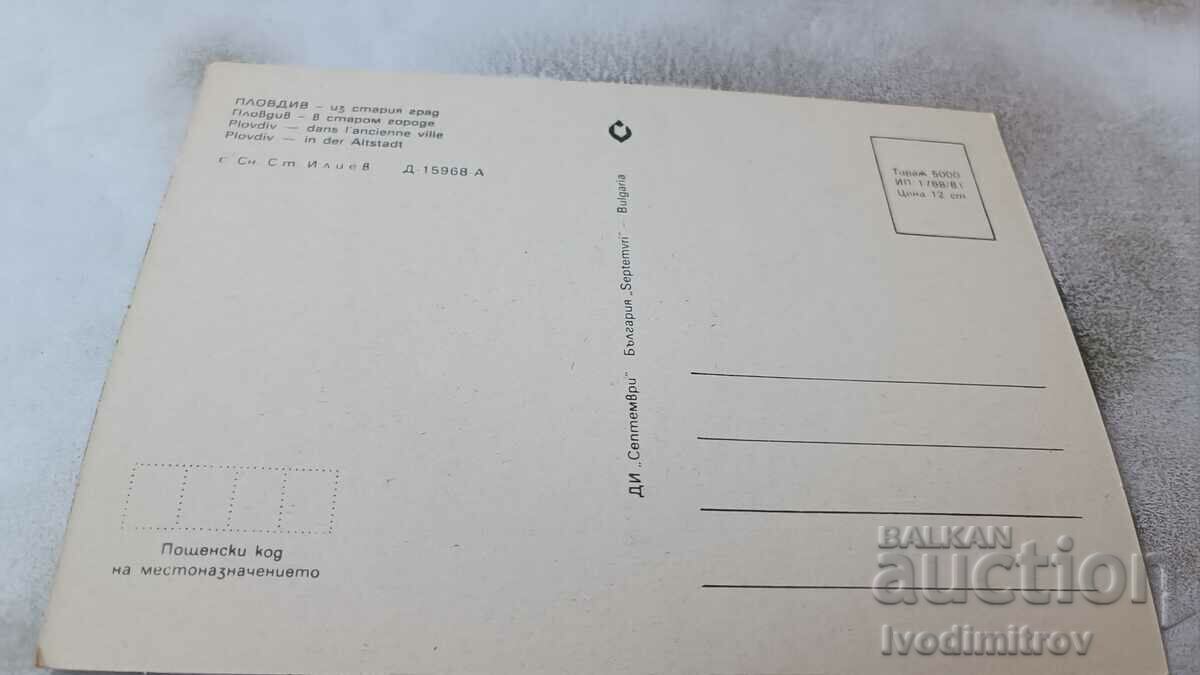 ПЛОВДИВ – из стария град
Пловдив – в старом городе
Plovdiv — dans l'ancienne ville
Plovdiv — in der Altstadt
с Сн. Ст. Илиев Д-15968-А
ДИ „Септември" България „Septemvri" – Bulgaria
Тираж 5000
ИП 1788/81
Цена 12 ст
Пощенски код
на местоназначението
BALKAN
auction
Ivodimitrov